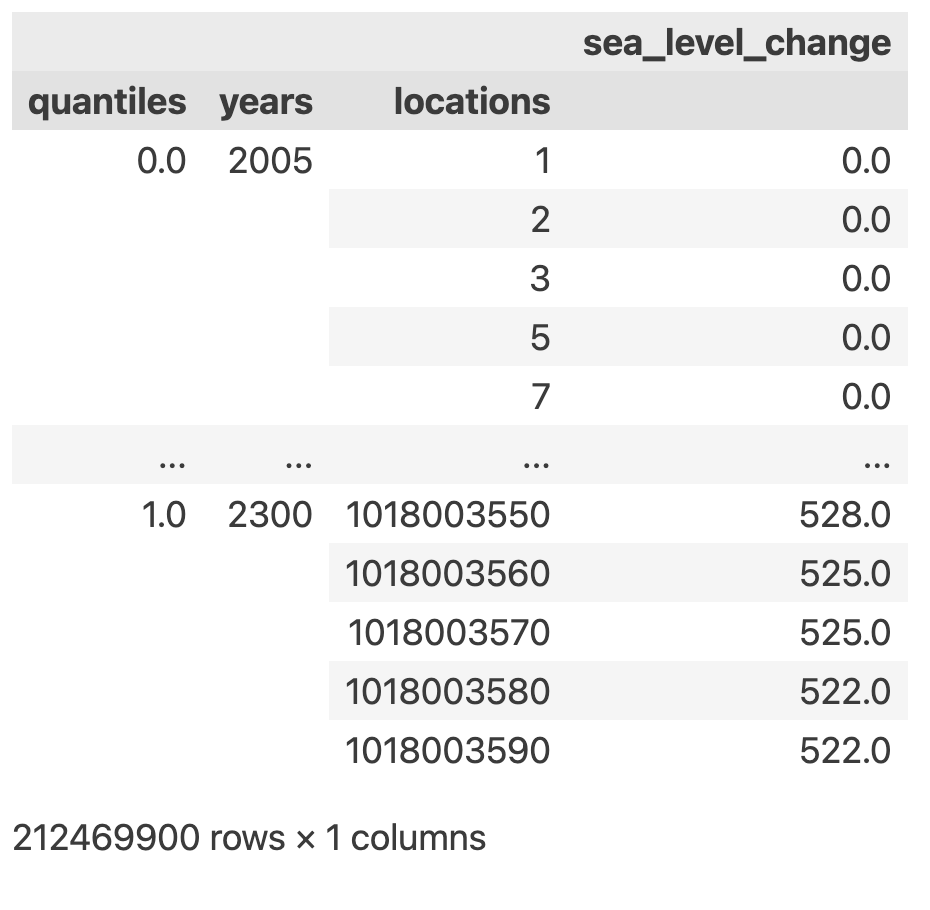 sea_level_change
quantiles years locations
0.0 2005 1 0.0
2 0.0
3 0.0
5 0.0
7 0.0
... ... ... ...
1.0 2300 1018003550 528.0
1018003560 525.0
1018003570 525.0
1018003580 522.0
1018003590 522.0
212469900 rows × 1 columns